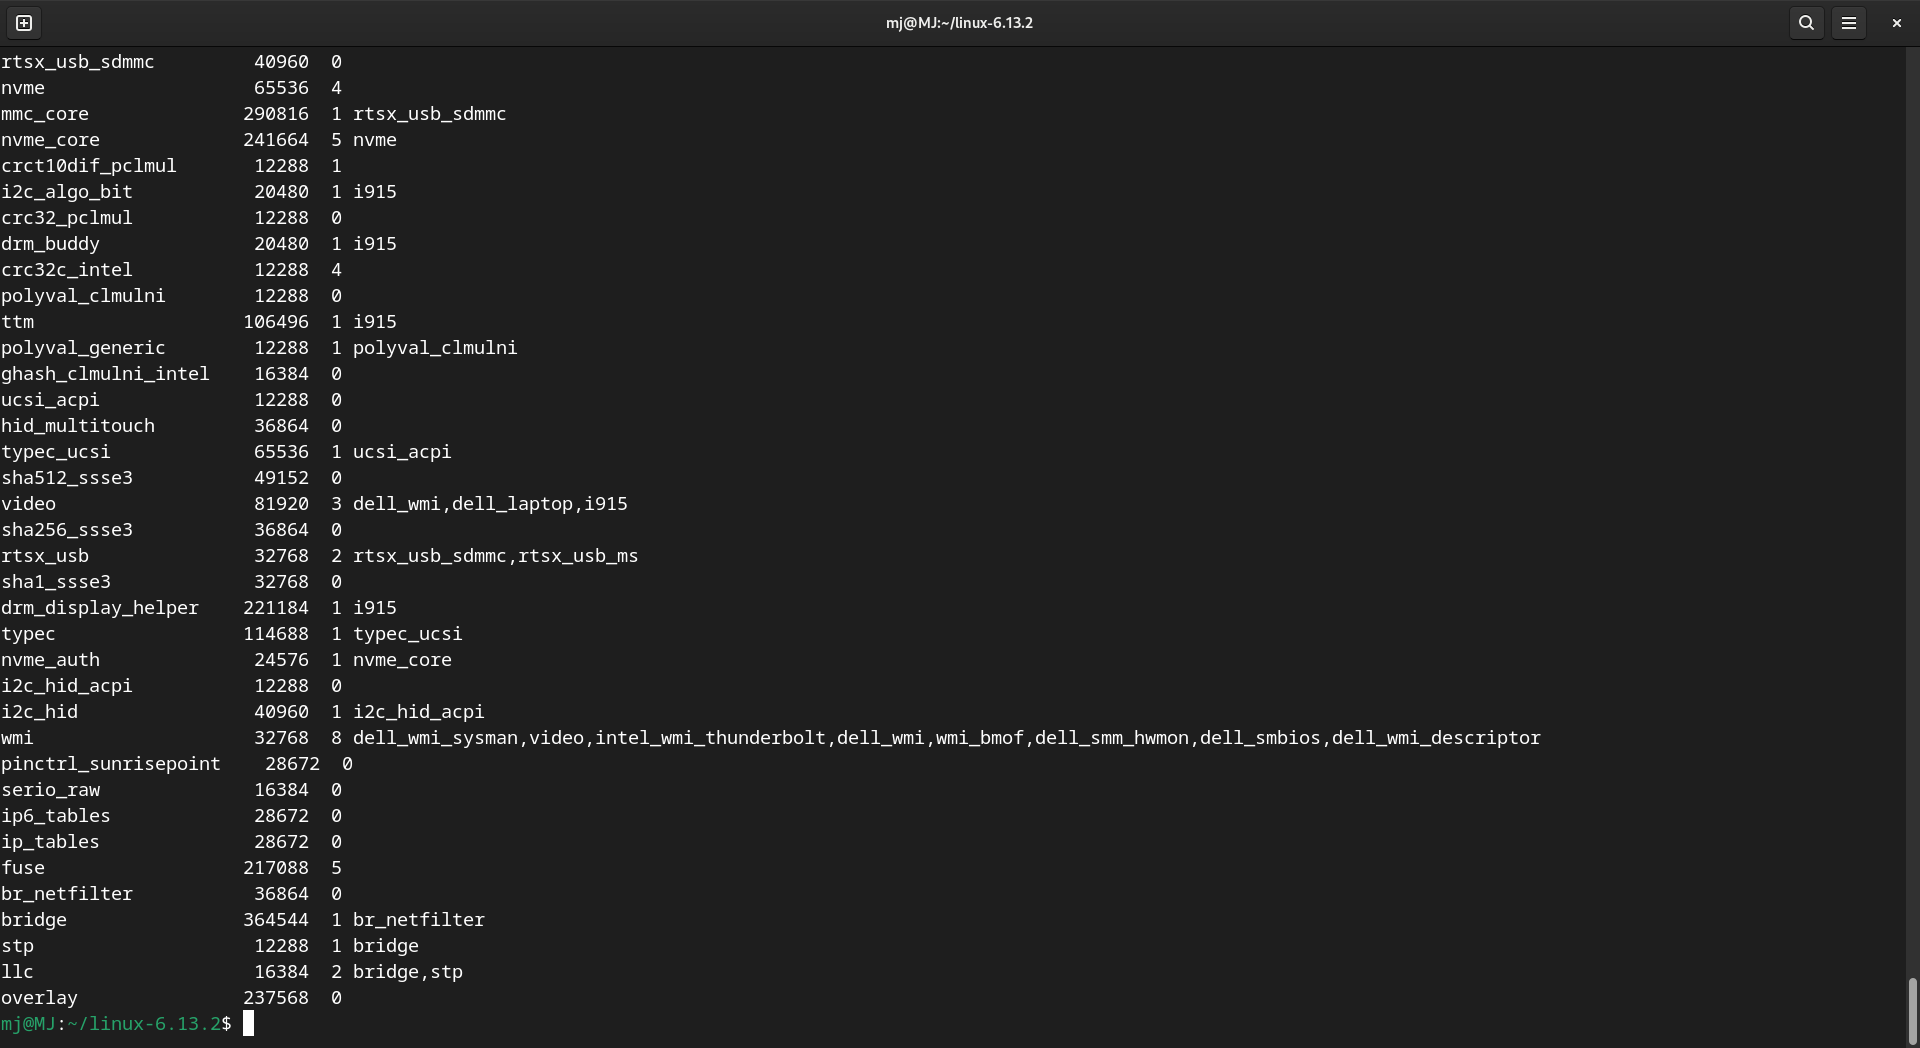 mj@MJ:~/linux-6.13.2
rtsx_usb_sdmmc         40960  0
nvme                   65536  4
mmc_core              290816  1 rtsx_usb_sdmmc
nvme_core             241664  5 nvme
crct10dif_pclmul       12288  1
i2c_algo_bit           20480  1 i915
crc32_pclmul           12288  0
drm_buddy              20480  1 i915
crc32c_intel           12288  4
polyval_clmulni        12288  0
ttm                   106496  1 i915
polyval_generic        12288  1 polyval_clmulni
ghash_clmulni_intel    16384  0
ucsi_acpi              12288  0
hid_multitouch         36864  0
typec_ucsi             65536  1 ucsi_acpi
sha512_ssse3           49152  0
video                  81920  3 dell_wmi,dell_laptop,i915
sha256_ssse3           36864  0
rtsx_usb               32768  2 rtsx_usb_sdmmc,rtsx_usb_ms
sha1_ssse3             32768  0
drm_display_helper    221184  1 i915
typec                 114688  1 typec_ucsi
nvme_auth              24576  1 nvme_core
i2c_hid_acpi           12288  0
i2c_hid                40960  1 i2c_hid_acpi
wmi                    32768  8 dell_wmi_sysman,video,intel_wmi_thunderbolt,dell_wmi,wmi_bmof,dell_smm_hwmon,dell_smbios,dell_wmi_descriptor
pinctrl_sunrisepoint    28672  0
serio_raw              16384  0
ip6_tables             28672  0
ip_tables              28672  0
fuse                  217088  5
br_netfilter           36864  0
bridge                364544  1 br_netfilter
stp                    12288  1 bridge
llc                    16384  2 bridge,stp
overlay               237568  0
mj@MJ:~/linux-6.13.2$